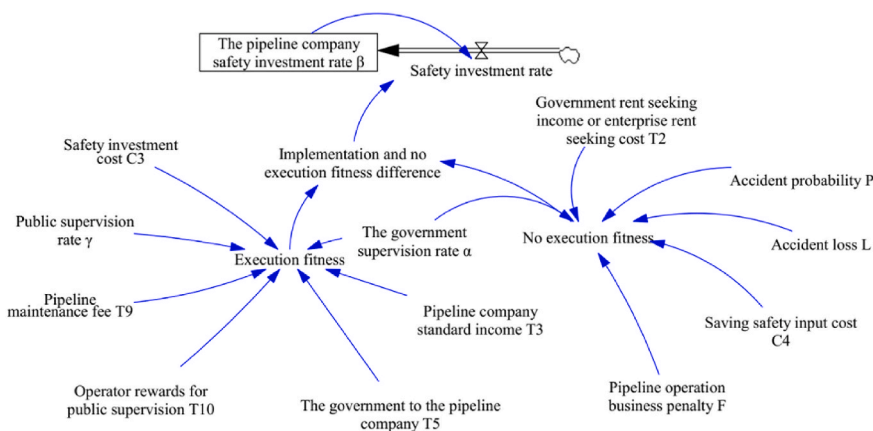 The pipeline company
safety investment rate β
Safety investment rate
Government rent seeking
income or enterprise rent
seeking cost T2
Safety investment
cost C3
Implementation and no
execution fitness difference
Accident probability P
Public supervision
rate γ
The government
supervision rate α
No execution fitness
Accident loss L
Execution fitness
Pipeline
maintenance fee T9
Pipeline company
standard income T3
Saving safety input cost
C4
Operator rewards for
public supervision T10
The government to the pipeline
company T5
Pipeline operation
business penalty F